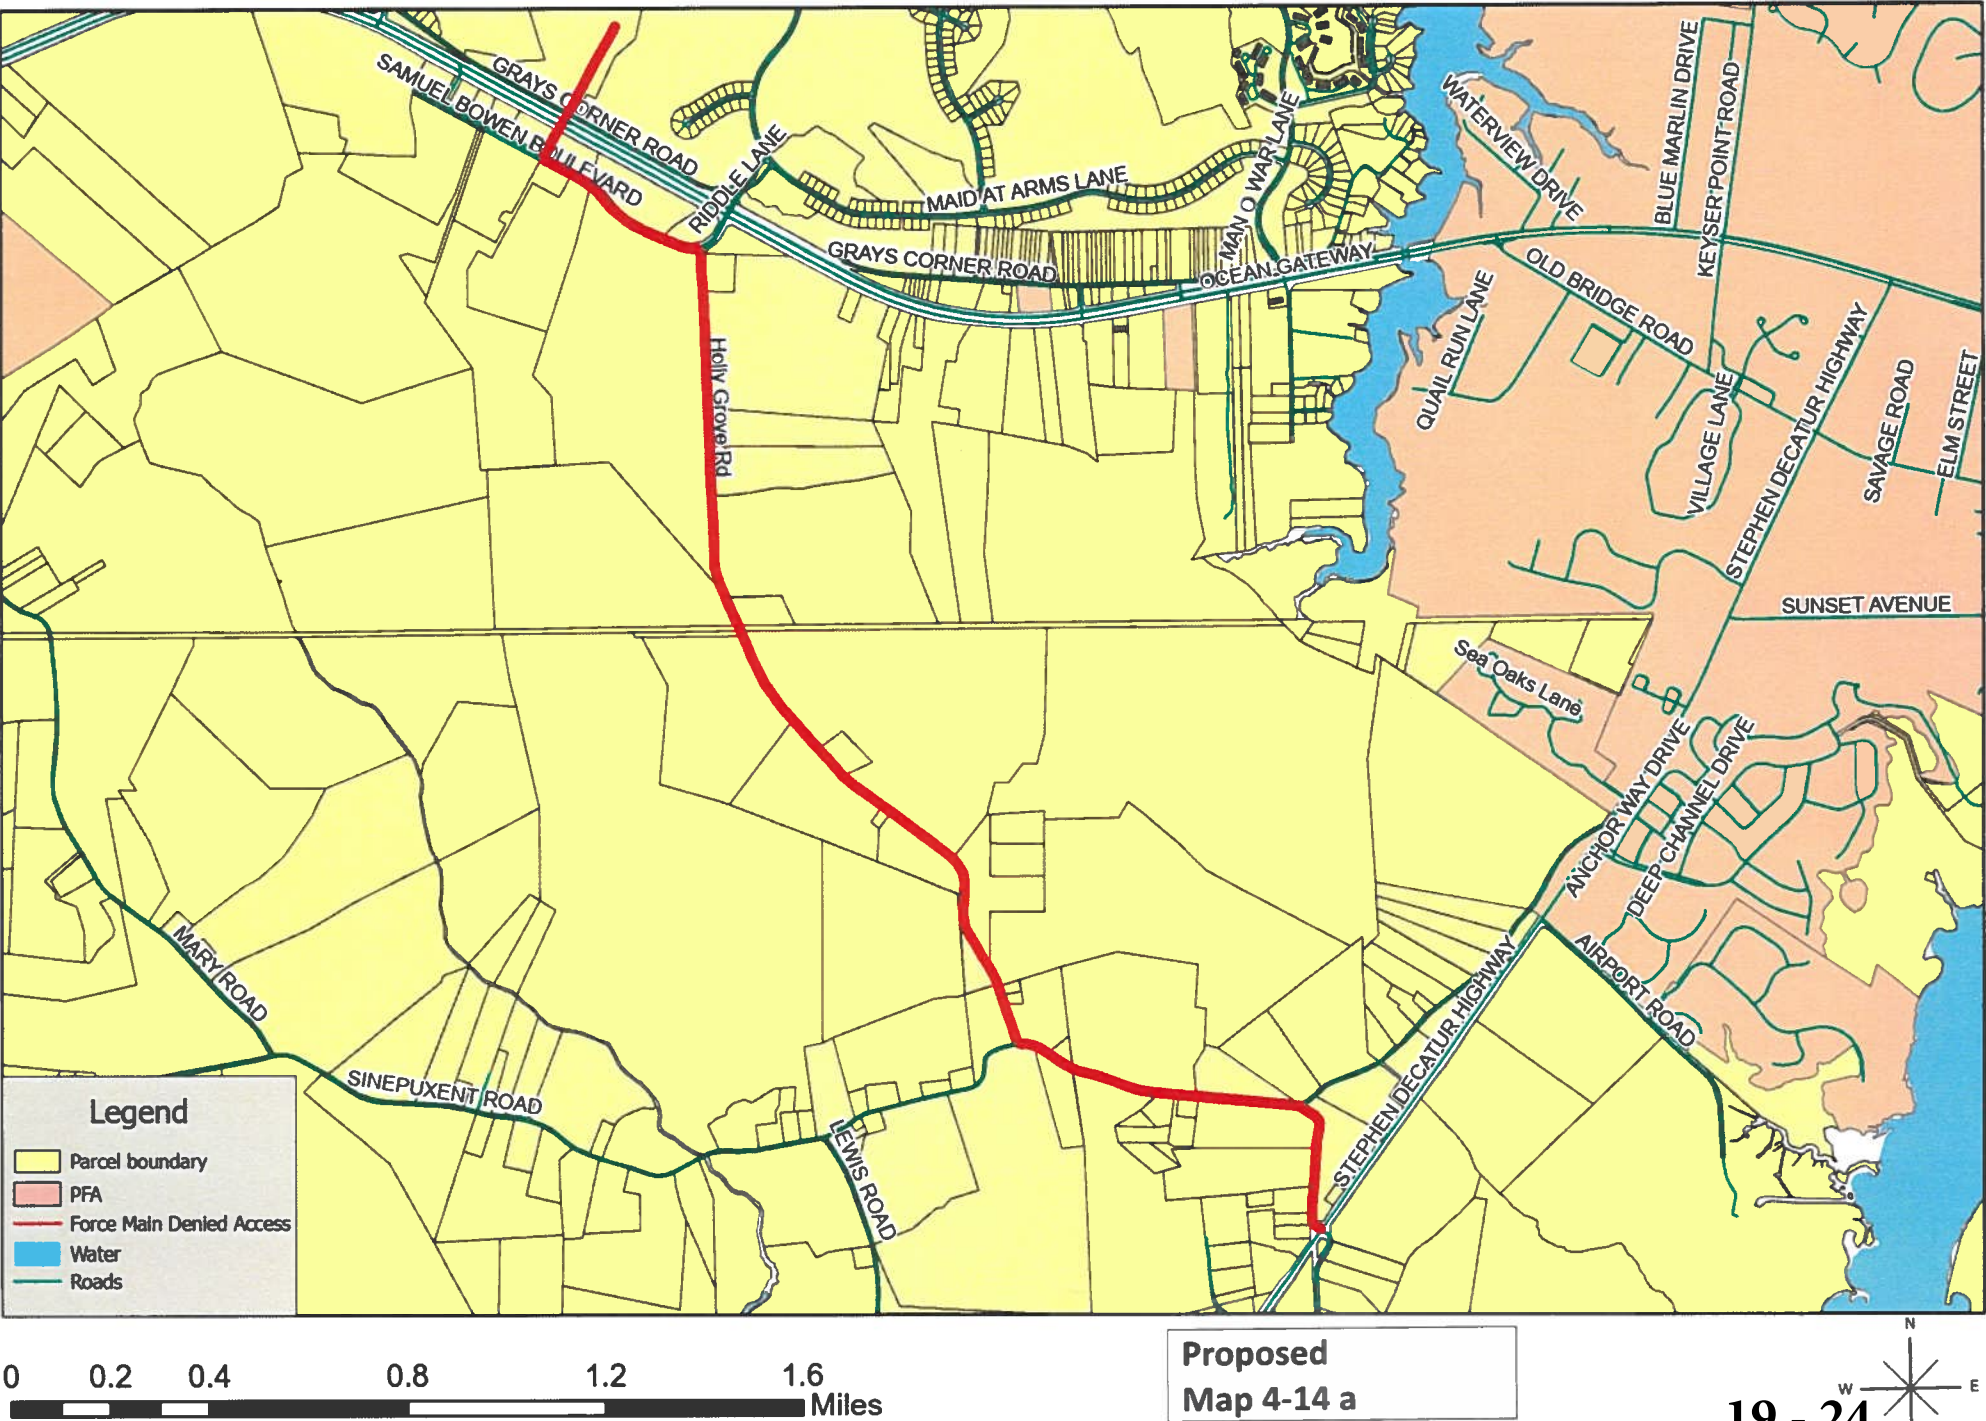 GRAYS CORNER ROAD
SAMUEL BOWEN BOULEVARD
RIDDLE LANE
MAID AT ARMS LANE
MAN O WAR LANE
GRAYS CORNER ROAD
OCEAN GATEWAY
WATERVIEW DRIVE
BLUE MARLIN DRIVE
KEYSER POINT ROAD
OLD BRIDGE ROAD
QUAIL RUN LANE
VILLAGE LANE
STEPHEN DECATUR HIGHWAY
SAVAGE ROAD
ELM STREET
Holly Grove Rd
SUNSET AVENUE
Sea Oaks Lane
ANCHOR WAY DRIVE
DEEP CHANNEL DRIVE
AIRPORT ROAD
STEPHEN DECATUR HIGHWAY
MARY ROAD
SINEPUXENT ROAD
LEWIS ROAD
Legend
Parcel boundary
PFA
Force Main Denied Access
Water
Roads
0 0.2 0.4 0.8 1.2 1.6
Miles
Proposed
Map 4-14 a
N
W E
19 - 24